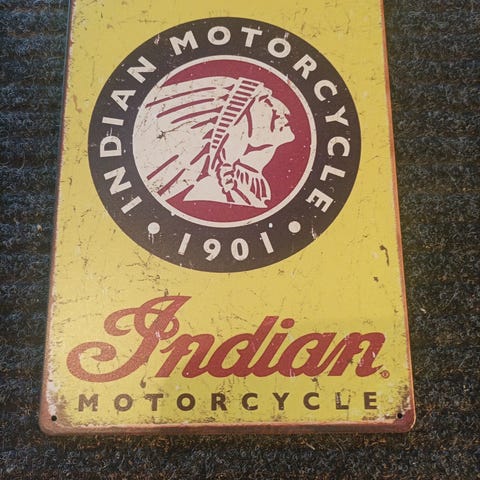 INDIAN MOTORCYCLE
• 1901 •
Indian®
MOTORCYCLE